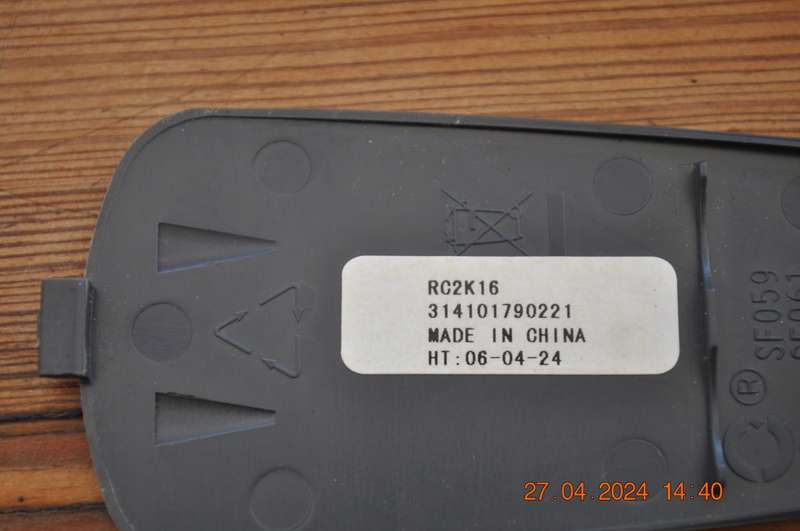 RC2K16
314101790221
MADE IN CHINA
HT:06-04-24
® SE059
27.04.2024 14:40